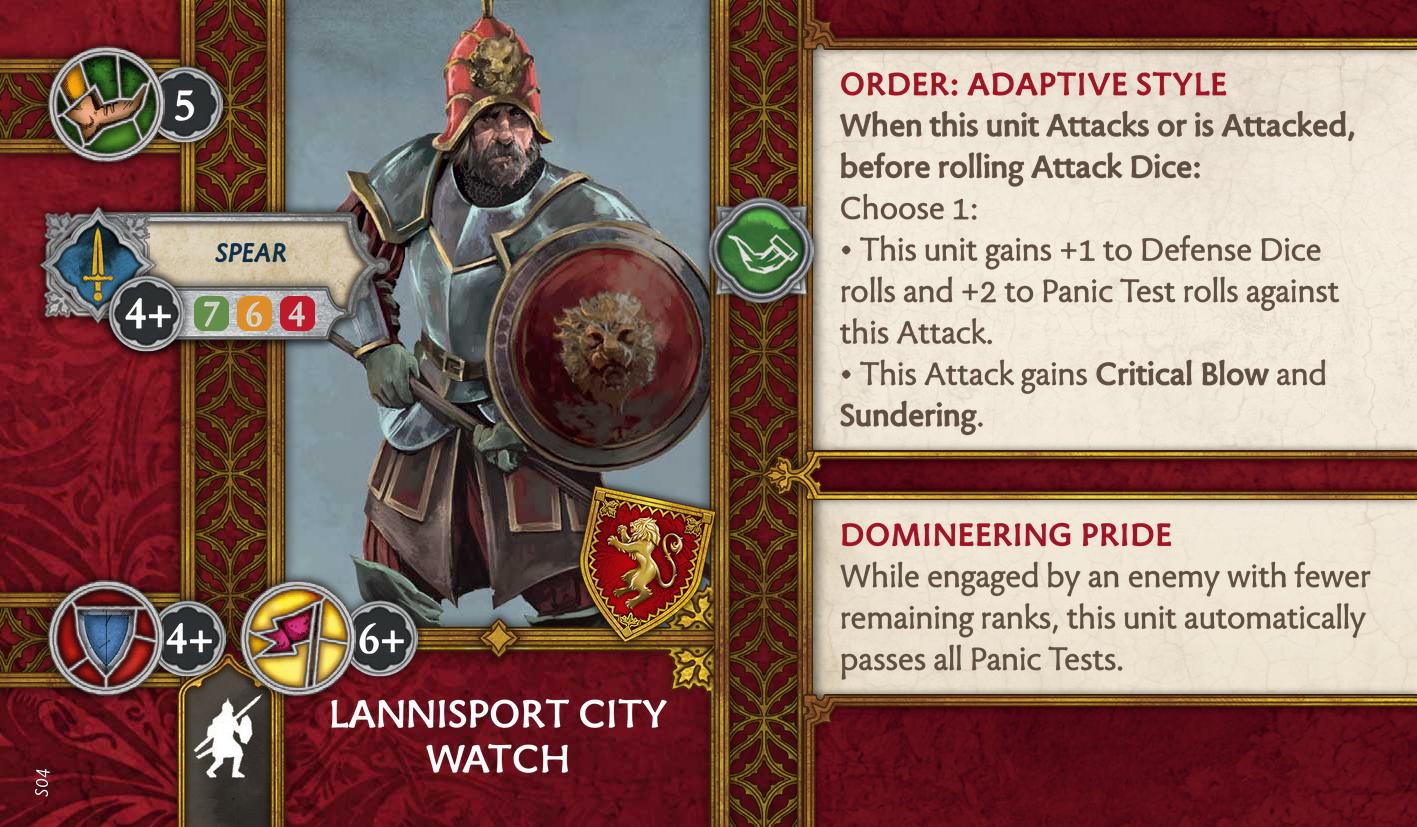 5
SPEAR
4+ 7 6 4
4+ 6+
LANNISPORT CITY
WATCH
S04
ORDER: ADAPTIVE STYLE
When this unit Attacks or is Attacked,
before rolling Attack Dice:
Choose 1:
• This unit gains +1 to Defense Dice
rolls and +2 to Panic Test rolls against
this Attack.
• This Attack gains Critical Blow and
Sundering.
DOMINEERING PRIDE
While engaged by an enemy with fewer
remaining ranks, this unit automatically
passes all Panic Tests.